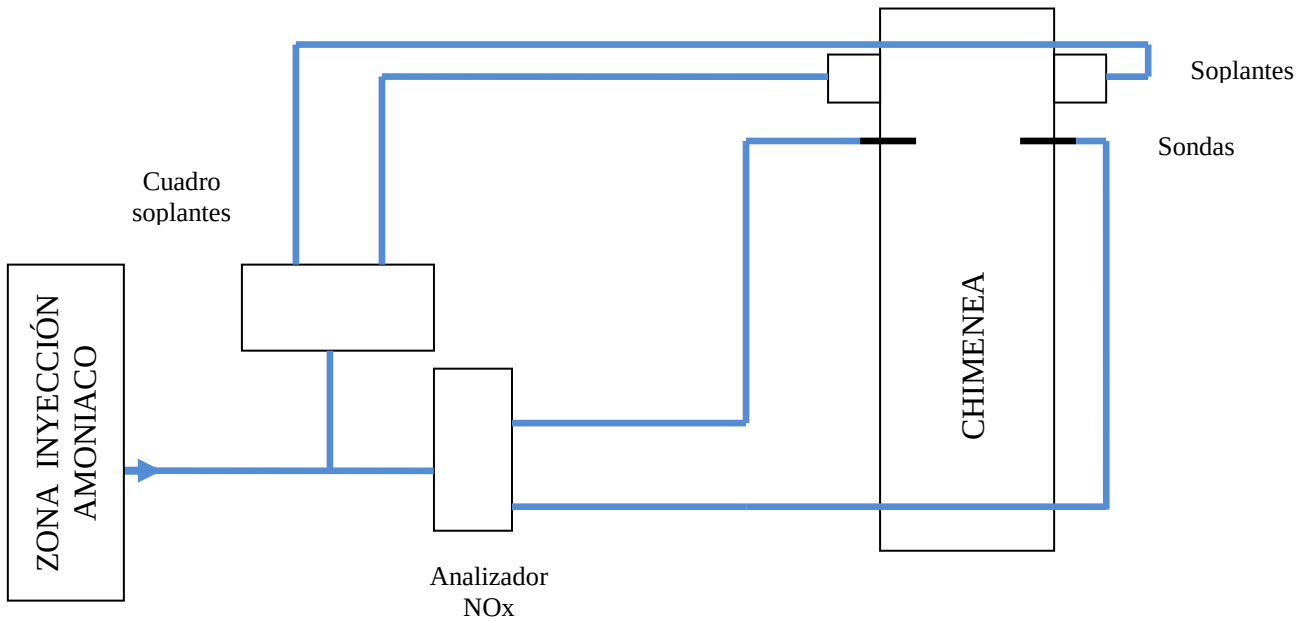 Soplantes
Sondas
Cuadro
soplantes
ZONA INYECCIÓN
AMONIACO
CHIMENEA
Analizador
NOx